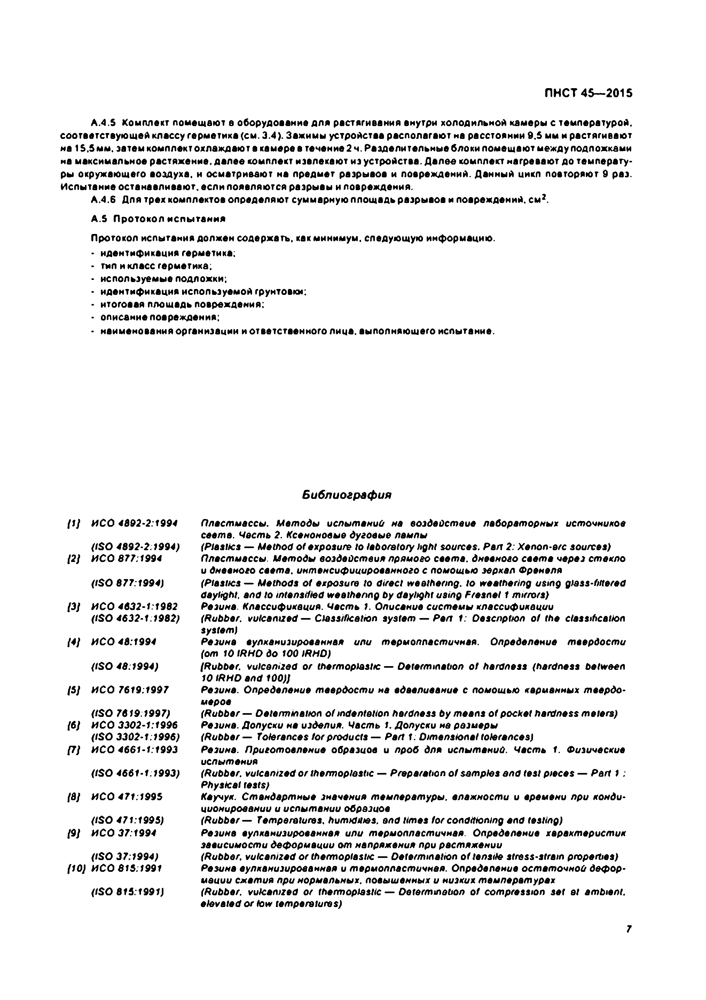 ПНСТ 45—2015
А.4.5 Комплект помещают в оборудование для растягивания внутри холодильной камеры с температурой,
соответствующей классу герметика (см. 3.4). Зажимы устройства располагают на расстоянии 9,5 мм и растягивают
на 15,5 мм, затем комплект охлаждают в камере в течение 2 ч. Разделительные блоки помещают между подложками
на максимальное растяжение, далее комплект извлекают из устройства. Далее комплект нагревают до температу-
ры окружающего воздуха, и осматривают на предмет разрывов и повреждений. Данный цикл повторяют 9 раз.
Испытание останавливают, если появляются разрывы и повреждения.
А.4.6 Для трех комплектов определяют суммарную площадь разрывов и повреждений, см².
А.5 Протокол испытания
Протокол испытания должен содержать, как минимум, следующую информацию.
- идентификация герметика;
- тип и класс герметика;
- используемые подложки;
- идентификация используемой грунтовки;
- итоговая площадь повреждения;
- описание повреждения;
- наименования организации и ответственного лица, выполняющего испытание.
Библиография
[1] ИСО 4892-2:1994 Пластмассы. Методы испытаний на воздействие лабораторных источников
света. Часть 2. Ксеноновые дуговые лампы
(ISO 4892-2:1994) (Plastics — Method of exposure to laboratory light sources. Part 2: Xenon-arc sources)
[2] ИСО 877:1994 Пластмассы. Методы воздействия прямого света, дневного света через стекло
и дневного света, интенсифицированного с помощью зеркал Френеля
(ISO 877:1994) (Plastics — Methods of exposure to direct weathering, to weathering using glass-filtered
daylight, and to intensified weathering by daylight using Fresnel 1 mirrors)
[3] ИСО 4632-1:1982 Резина. Классификация. Часть 1. Описание системы классификации
(ISO 4632-1:1982) (Rubber, vulcanized — Classification system — Part 1: Description of the classification
system)
[4] ИСО 48:1994 Резина вулканизированная или термопластичная. Определение твердости
(от 10 IRHD до 100 IRHD)
(ISO 48:1994) [Rubber, vulcanized or thermoplastic — Determination of hardness (hardness between
10 IRHD and 100)]
[5] ИСО 7619:1997 Резина. Определение твердости на вдавливание с помощью карманных твердо-
меров
(ISO 7619:1997) (Rubber — Determination of indentation hardness by means of pocket hardness meters)
[6] ИСО 3302-1:1996 Резина. Допуски на изделия. Часть 1. Допуски на размеры
(ISO 3302-1:1996) (Rubber — Tolerances for products — Part 1: Dimensional tolerances)
[7] ИСО 4661-1:1993 Резина. Приготовление образцов и проб для испытаний. Часть 1. Физические
испытания
(ISO 4661-1:1993) (Rubber, vulcanized or thermoplastic — Preparation of samples and test pieces — Part 1 :
Physical tests)
[8] ИСО 471:1995 Каучук. Стандартные значения температуры, влажности и времени при конди-
ционировании и испытании образцов
(ISO 471:1995) (Rubber — Temperatures, humidities, and times for conditioning and testing)
[9] ИСО 37:1994 Резина вулканизированная или термопластичная. Определение характеристик
зависимости деформации от напряжения при растяжении
(ISO 37:1994) (Rubber, vulcanized or thermoplastic — Determination of tensile stress-strain properties)
[10] ИСО 815:1991 Резина вулканизированная и термопластичная. Определение остаточной дефор-
мации сжатия при нормальных, повышенных и низких температурах
(ISO 815:1991) (Rubber, vulcanized or thermoplastic — Determination of compression set at ambient,
elevated or low temperatures)
7